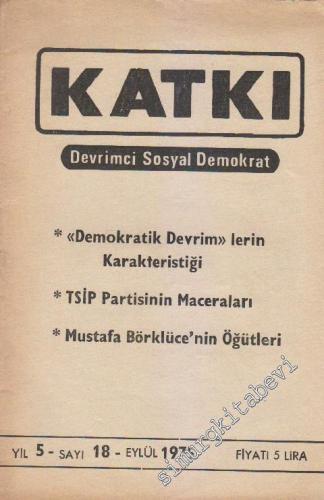 KATKI
Devrimci Sosyal Demokrat
* «Demokratik Devrim» lerin
Karakteristiği
* TSİP Partisinin Maceraları
* Mustafa Börklüce'nin Öğütleri
YIL 5 - SAYI 18 - EYLÜL FİYATI 5 LİRA
simurgkitabevi